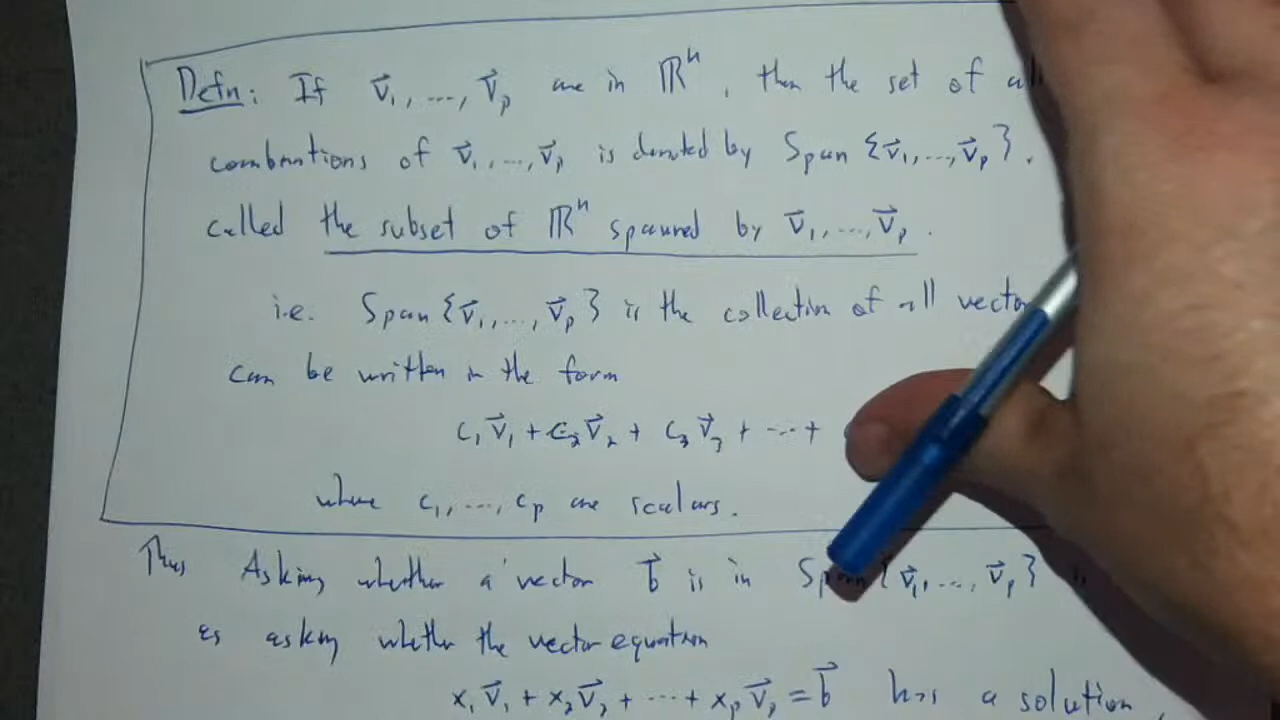 Defn: If v⃗₁, ..., v⃗ₚ are in ℝⁿ, then the set of
combinations of v⃗₁, ..., v⃗ₚ is denoted by Span {v⃗₁, ..., v⃗ₚ}.
called the subset of ℝⁿ spanned by v⃗₁, ..., v⃗ₚ.
i.e. Span {v⃗₁, ..., v⃗ₚ} is the collection of all
can be written in the form
c₁v⃗₁ + c₂v⃗₂ + c₃v⃗₃ + ... +
where c₁, ..., cₚ are scalars.
Thus Asking whether a vector b⃗ is in Span {v⃗₁, ..., v⃗ₚ}
as asking whether the vector equation
x₁v⃗₁ + x₂v⃗₂ + ... + xₚv⃗ₚ = b⃗ has a solution.